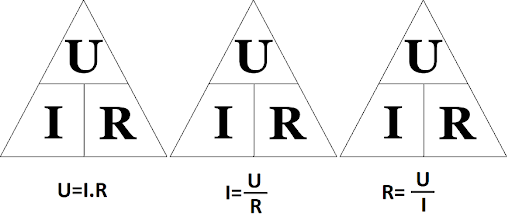 U U U
I R I R I R
U=I.R I=U/R R=U/I